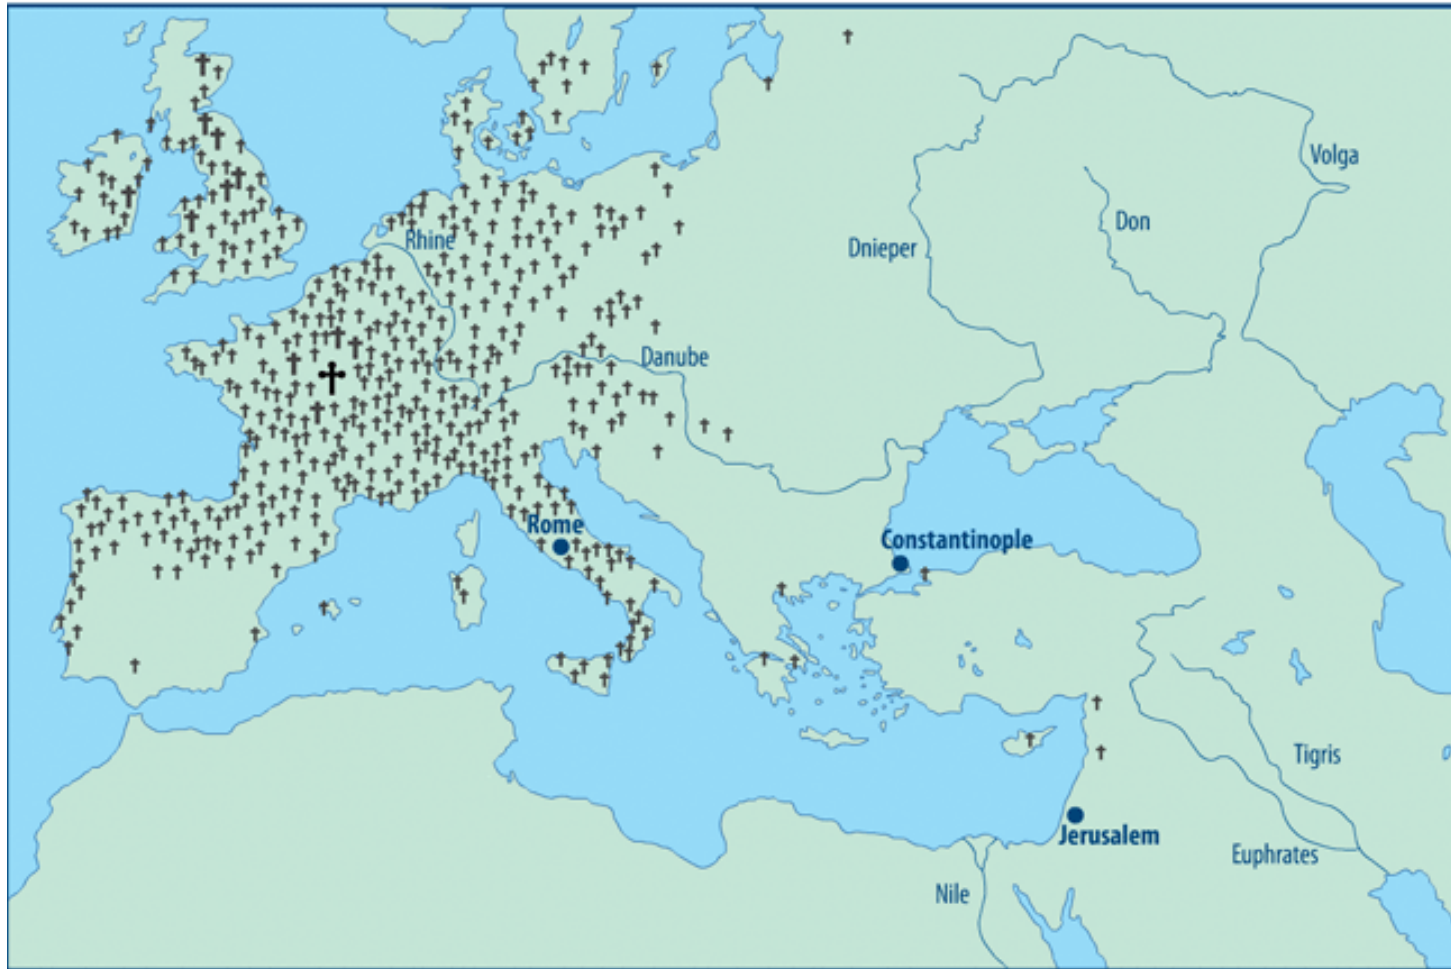 Volga
Don
Rhine
Dnieper
Danube
Rome
Constantinople
Tigris
Jerusalem
Euphrates
Nile